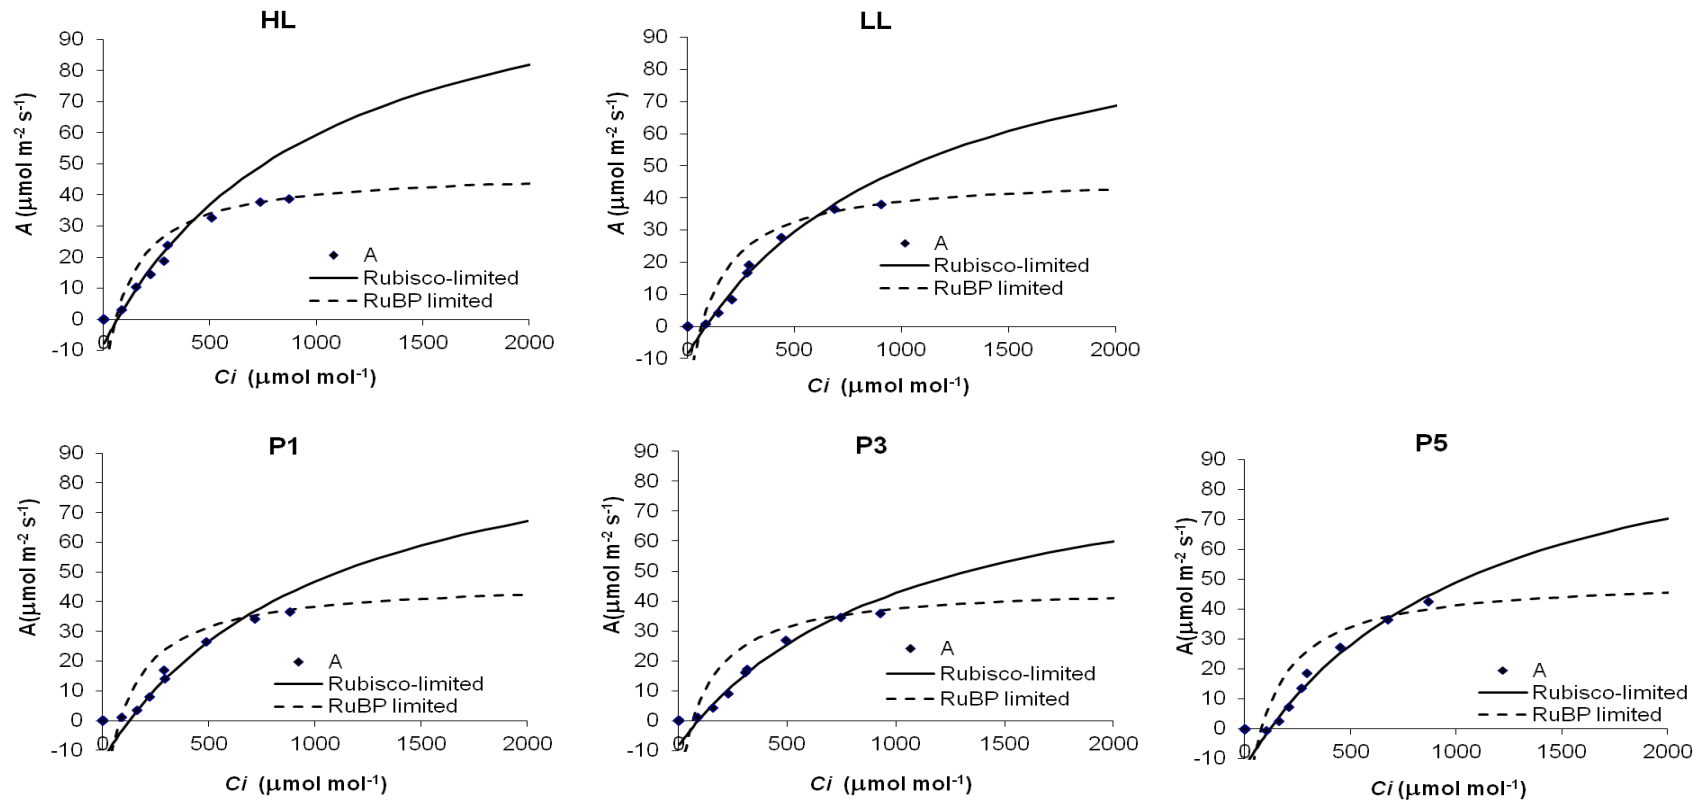 HL
90
80
70
60
50
40
30
20
10
0
-10
A (μmol m-2 s-1)
A
Rubisco-limited
RuBP limited
0 500 1000 1500 2000
Ci (μmol mol-1)
LL
90
80
70
60
50
40
30
20
10
0
-10
A (μmol m-2 s-1)
A
Rubisco-limited
RuBP limited
0 500 1000 1500 2000
Ci (μmol mol-1)
P1
90
80
70
60
50
40
30
20
10
0
-10
A(μmol m-2 s-1)
A
Rubisco-limited
RuBP limited
0 500 1000 1500 2000
Ci (μmol mol-1)
P3
90
80
70
60
50
40
30
20
10
0
-10
A(μmol m-2 s-1)
A
Rubisco-limited
RuBP limited
0 500 1000 1500 2000
Ci (μmol mol-1)
P5
90
80
70
60
50
40
30
20
10
0
-10
A(μmol m-2 s-1)
A
Rubisco-limited
RuBP limited
0 500 1000 1500 2000
Ci (μmol mol-1)